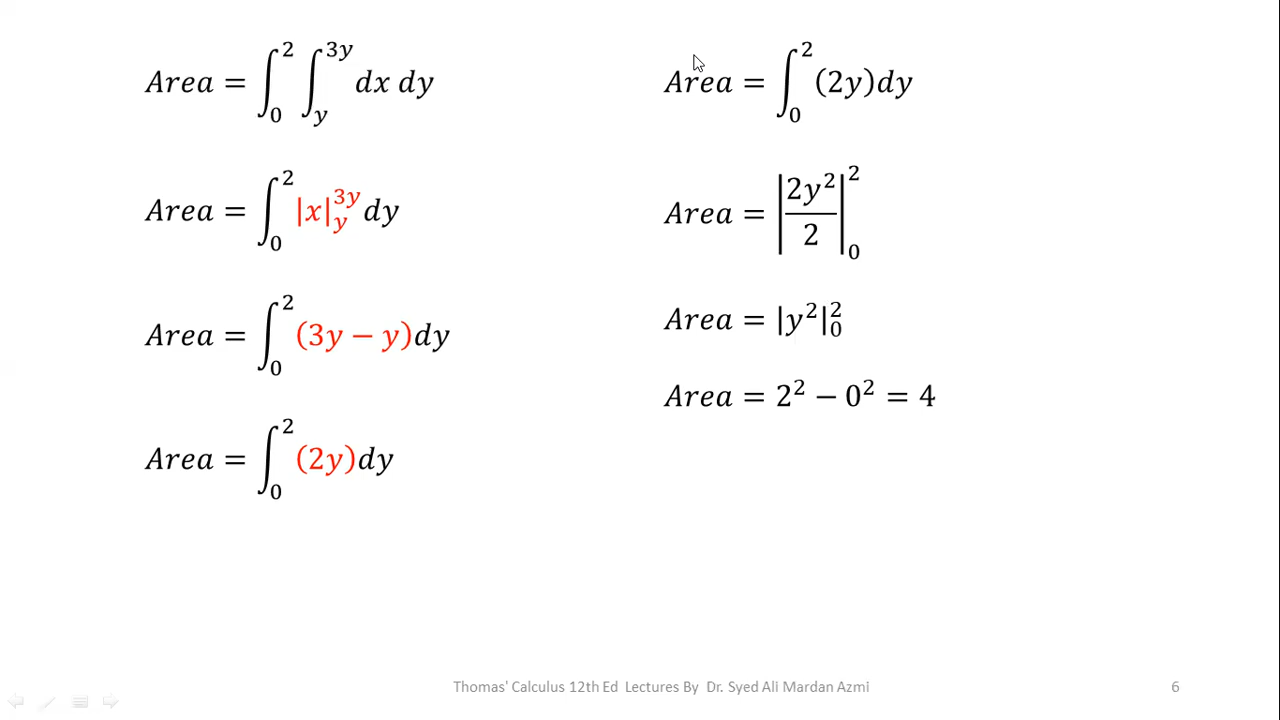 Area = ∫₀² ∫_y^{3y} dx dy
Area = ∫₀² |x|_y^{3y} dy
Area = ∫₀² (3y − y)dy
Area = ∫₀² (2y)dy
Area = ∫₀² (2y)dy
Area = |2y²/2|₀²
Area = |y²|₀²
Area = 2² − 0² = 4
Thomas' Calculus 12th Ed Lectures By Dr. Syed Ali Mardan Azmi
6